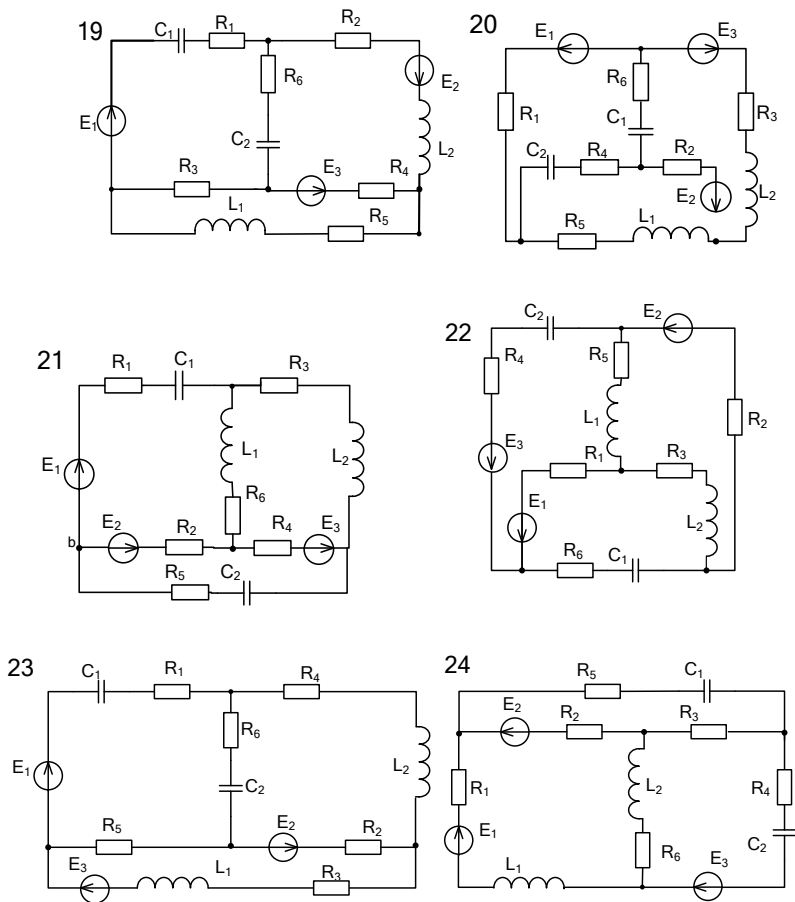 19
C₁ R₁ R₂
R₆ E₂
E₁
C₂ L₂
R₃ E₃ R₄
L₁ R₅
20
E₁ E₃
R₆
R₁ C₁ R₃
C₂ R₄ R₂
E₂ L₂
R₅ L₁
21
R₁ C₁ R₃
L₁ L₂
E₁
R₆
b E₂ R₂ R₄ E₃
R₅ C₂
22
C₂ E₂
R₄ R₅
L₁ R₂
E₃ R₁ R₃
E₁ L₂
R₆ C₁
23
C₁ R₁ R₄
R₆
E₁ L₂
C₂
R₅ E₂ R₂
E₃ L₁ R₃
24
R₅ C₁
E₂ R₂ R₃
R₁ L₂ R₄
E₁ C₂
R₆
L₁ E₃